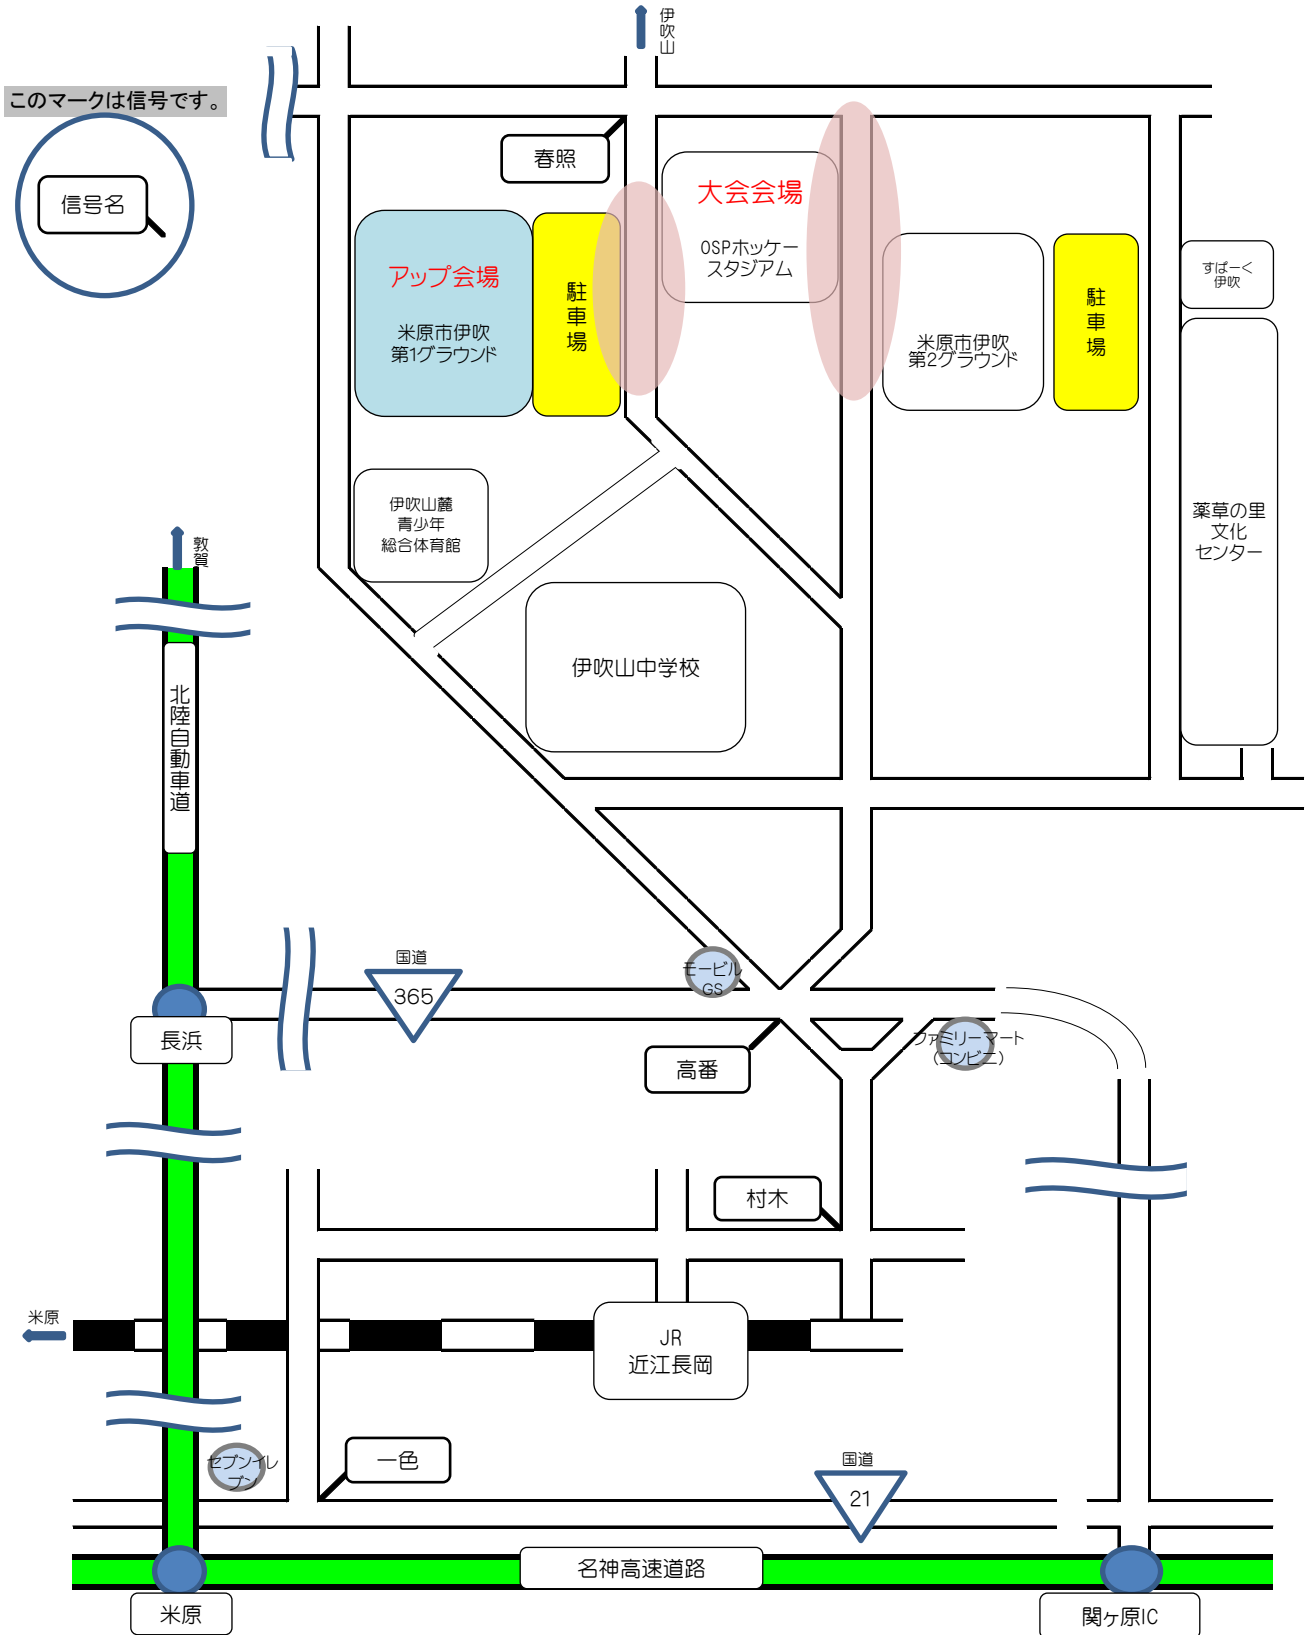 伊吹山
このマークは信号です。
信号名
春照
大会会場
OSPホッケー
スタジアム
アップ会場
米原市伊吹
第1グラウンド
駐車場
米原市伊吹
第2グラウンド
駐車場
すぱーく
伊吹
薬草の里
文化
センター
伊吹山麓
青少年
総合体育館
敦賀
伊吹山中学校
北陸自動車道
国道
365
モービル
GS
長浜
高番
ファミリーマート
(コンビニ)
村木
米原
JR
近江長岡
セブンイレ
ブン
一色
国道
21
名神高速道路
米原
関ヶ原IC